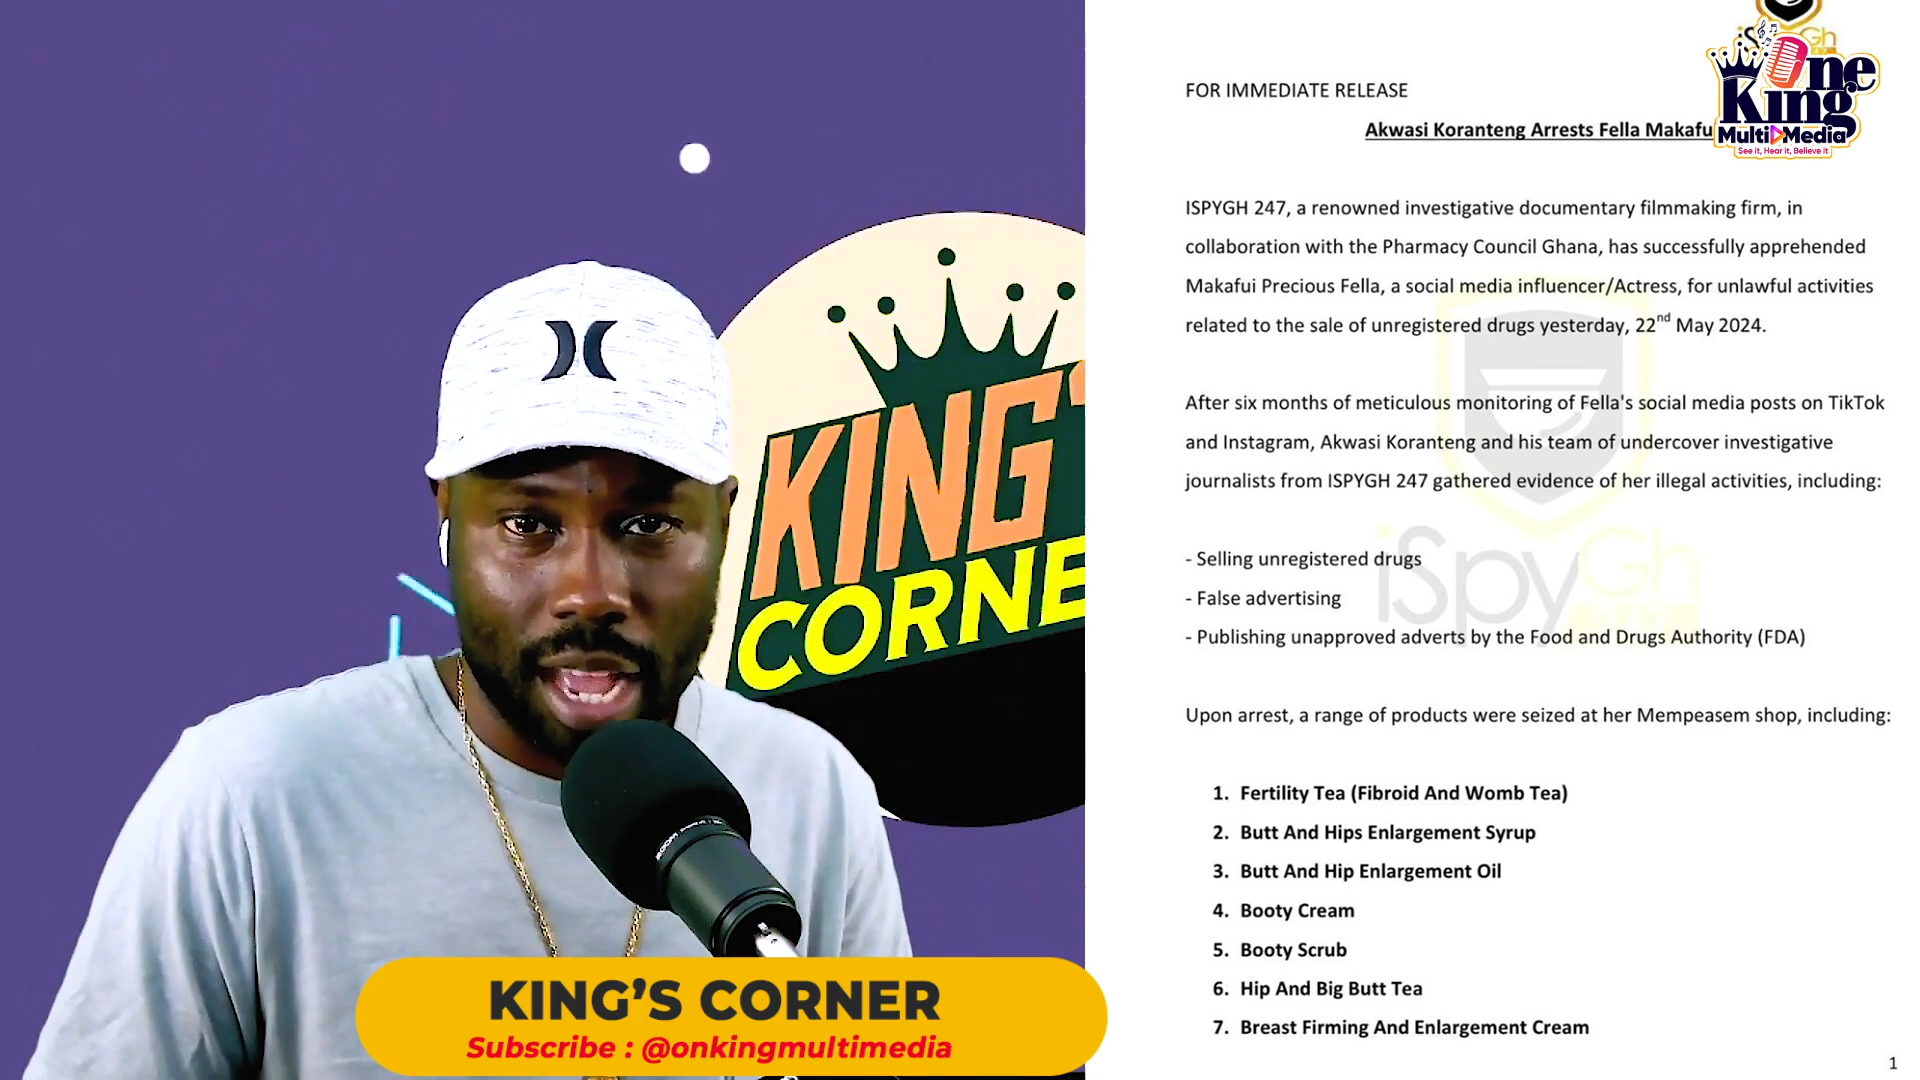 KING'S
CORNE
KING'S CORNER
Subscribe : @onkingmultimedia
One
King
Multi Media
See it, Hear it, Believe it
FOR IMMEDIATE RELEASE
Akwasi Koranteng Arrests Fella Makafu
ISPYGH 247, a renowned investigative documentary filmmaking firm, in
collaboration with the Pharmacy Council Ghana, has successfully apprehended
Makafui Precious Fella, a social media influencer/Actress, for unlawful activities
related to the sale of unregistered drugs yesterday, 22nd May 2024.
After six months of meticulous monitoring of Fella's social media posts on TikTok
and Instagram, Akwasi Koranteng and his team of undercover investigative
journalists from ISPYGH 247 gathered evidence of her illegal activities, including:
iSpyGh
- Selling unregistered drugs
- False advertising
- Publishing unapproved adverts by the Food and Drugs Authority (FDA)
Upon arrest, a range of products were seized at her Mempeasem shop, including:
1. Fertility Tea (Fibroid And Womb Tea)
2. Butt And Hips Enlargement Syrup
3. Butt And Hip Enlargement Oil
4. Booty Cream
5. Booty Scrub
6. Hip And Big Butt Tea
7. Breast Firming And Enlargement Cream
1